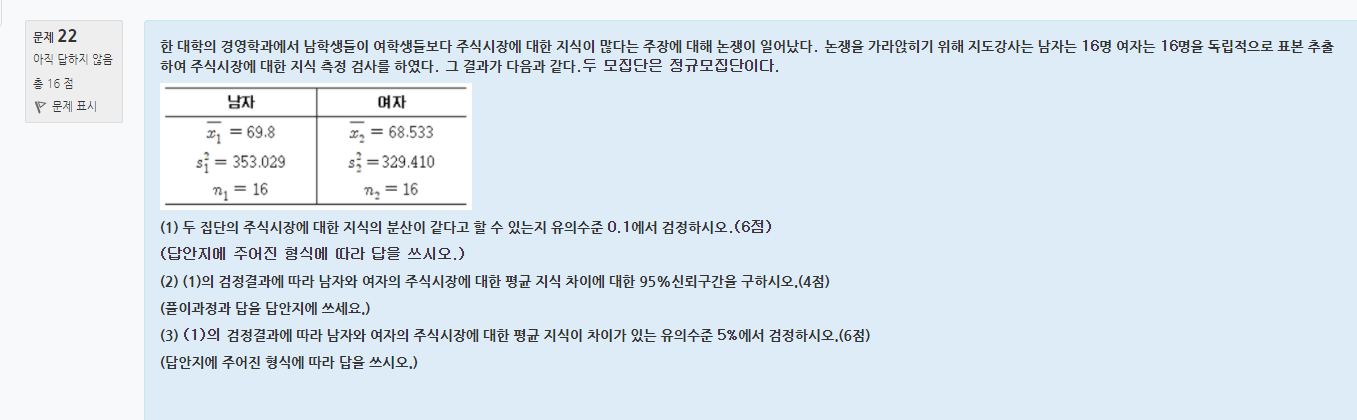 문제 22
아직 답하지 않음
총 16 점
문제 표시
한 대학의 경영학과에서 남학생들이 여학생들보다 주식시장에 대한 지식이 많다는 주장에 대해 논쟁이 일어났다. 논쟁을 가라앉히기 위해 지도강사는 남자는 16명 여자는 16명을 독립적으로 표본 추출
하여 주식시장에 대한 지식 측정 검사를 하였다. 그 결과가 다음과 같다.두 모집단은 정규모집단이다.
남자 여자
x̄₁ = 69.8 x̄₂ = 68.533
s₁² = 353.029 s₂² = 329.410
n₁ = 16 n₂ = 16
(1) 두 집단의 주식시장에 대한 지식의 분산이 같다고 할 수 있는지 유의수준 0.1에서 검정하시오.(6점)
(답안지에 주어진 형식에 따라 답을 쓰시오.)
(2) (1)의 검정결과에 따라 남자와 여자의 주식시장에 대한 평균 지식 차이에 대한 95%신뢰구간을 구하시오.(4점)
(플이과정과 답을 답안지에 쓰세요.)
(3) (1)의 검정결과에 따라 남자와 여자의 주식시장에 대한 평균 지식이 차이가 있는 유의수준 5%에서 검정하시오.(6점)
(답안지에 주어진 형식에 따라 답을 쓰시오.)